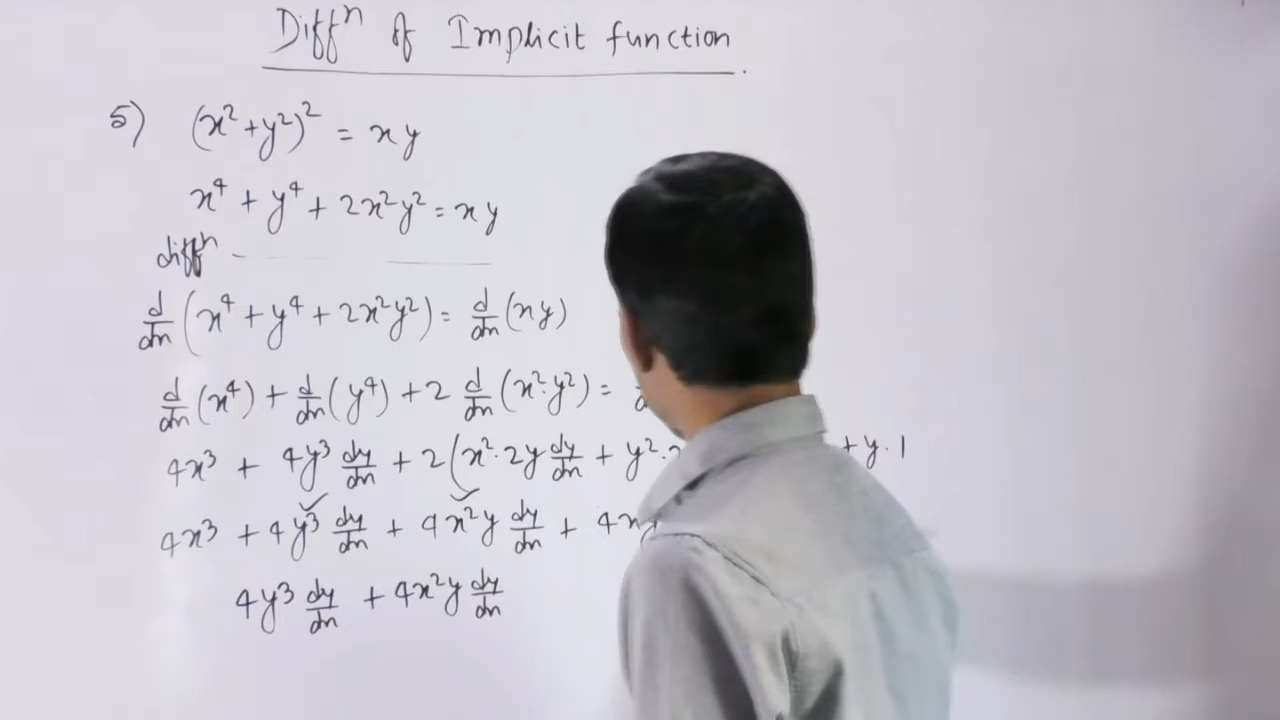 Diffⁿ of Implicit function
5) (x²+y²)² = xy
x⁴ + y⁴ + 2x²y² = xy
diffⁿ
d/dx (x⁴ + y⁴ + 2x²y²) = d/dx (xy)
d/dx (x⁴) + d/dx (y⁴) + 2 d/dx (x²·y²) =
4x³ + 4y³ dy/dx + 2(x²·2y dy/dx + y²· + y·1
4x³ + 4y³ dy/dx + 4x²y dy/dx + 4x
4y³ dy/dx + 4x²y dy/dx